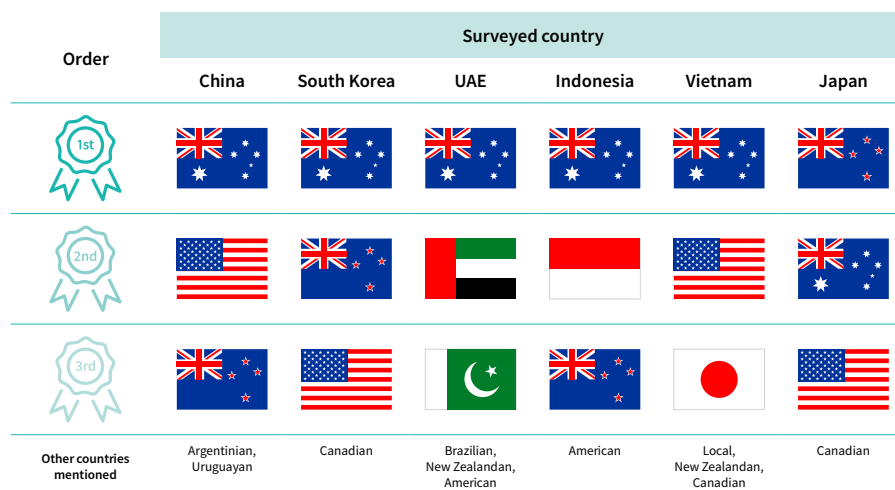 Order
Surveyed country
China
South Korea
UAE
Indonesia
Vietnam
Japan
1st
2nd
3rd
Other countries
mentioned
Argentinian,
Uruguayan
Canadian
Brazilian,
New Zealandan,
American
American
Local,
New Zealandan,
Canadian
Canadian